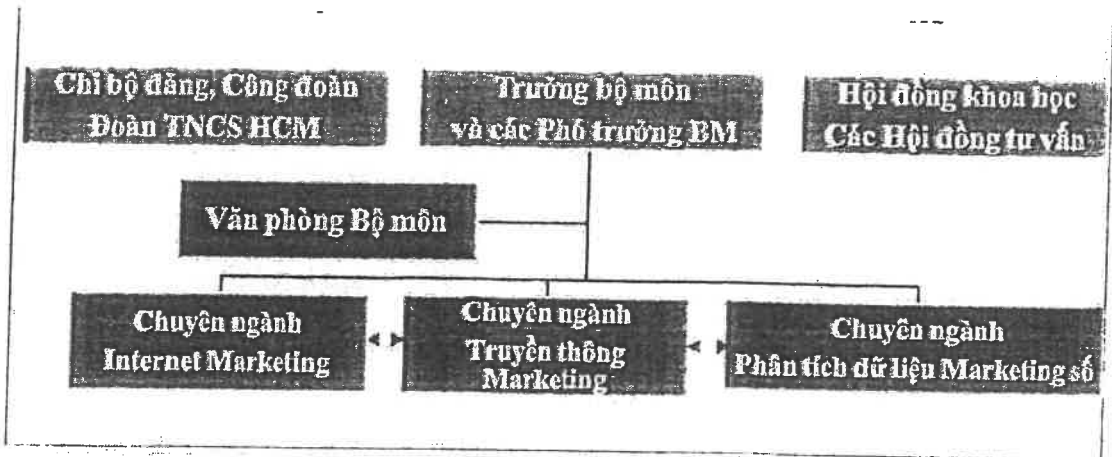 Chi bộ đảng, Công đoàn
Đoàn TNCS HCM
Trưởng bộ môn
và các Phó trưởng BM
Hội đồng khoa học
Các Hội đồng tư vấn
Văn phòng Bộ môn
Chuyên ngành
Internet Marketing
Chuyên ngành
Truyền thông
Marketing
Chuyên ngành
Phân tích dữ liệu Marketing số